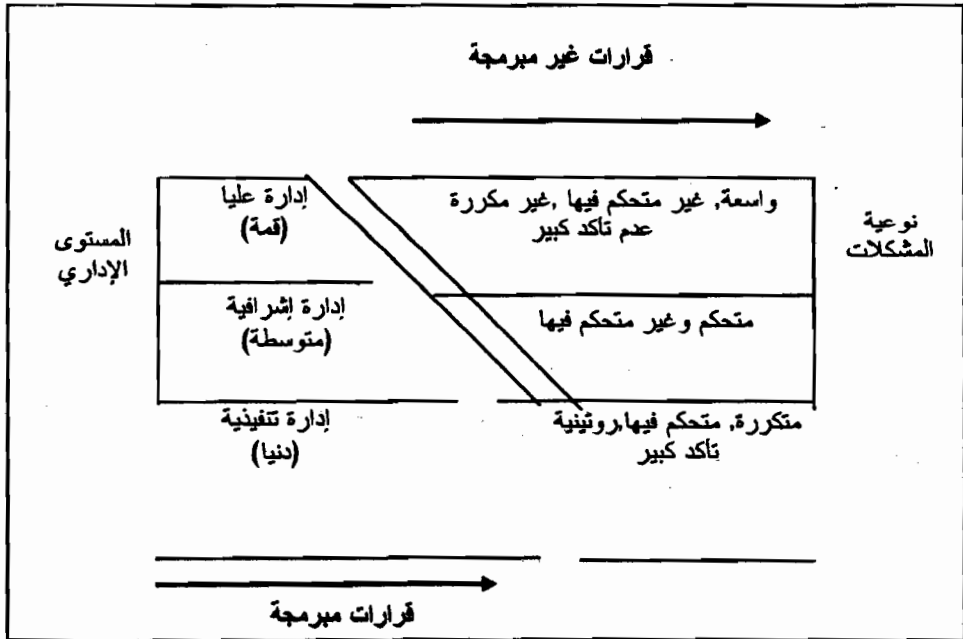 قرارات غير مبرمجة
نوعية
المشكلات
واسعة, غير متحكم فيها ,غير مكررة
عدم تأكد كبير
إدارة عليا
(قمة)
المستوى
الإداري
متحكم وغير متحكم فيها
إدارة إشرافية
(متوسطة)
متكررة, متحكم فيها,روتينية
تأكد كبير
إدارة تنفيذية
(دنيا)
قرارات مبرمجة